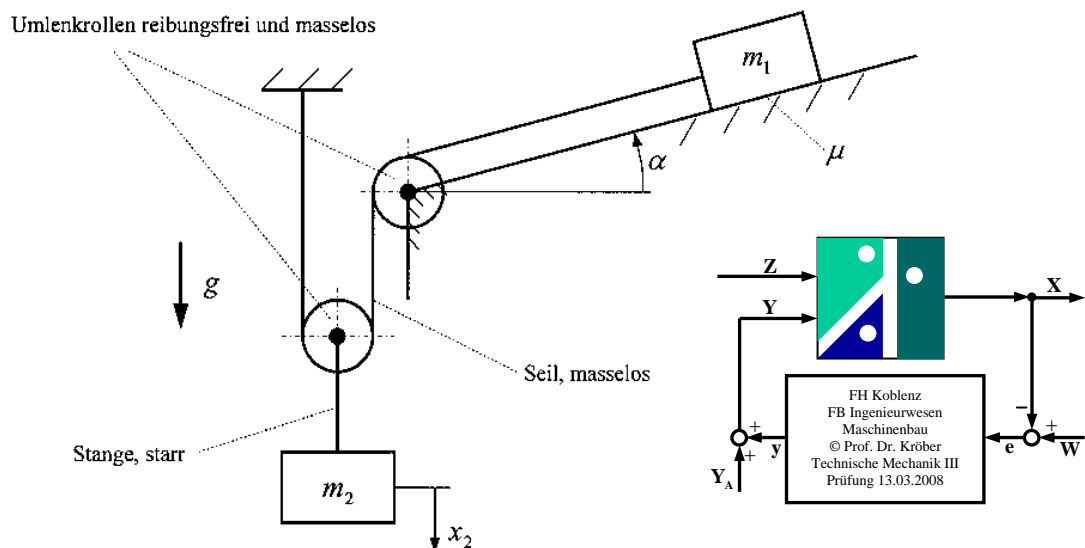 Umlenkrollen reibungsfrei und masselos
m₁
μ
α
g
Seil, masselos
Stange, starr
m₂
x₂
Z
Y
X
FH Koblenz
FB Ingenieurwesen
Maschinenbau
© Prof. Dr. Kröber
Technische Mechanik III
Prüfung 13.03.2008
−
+
+
y
e
W
+
Y_A